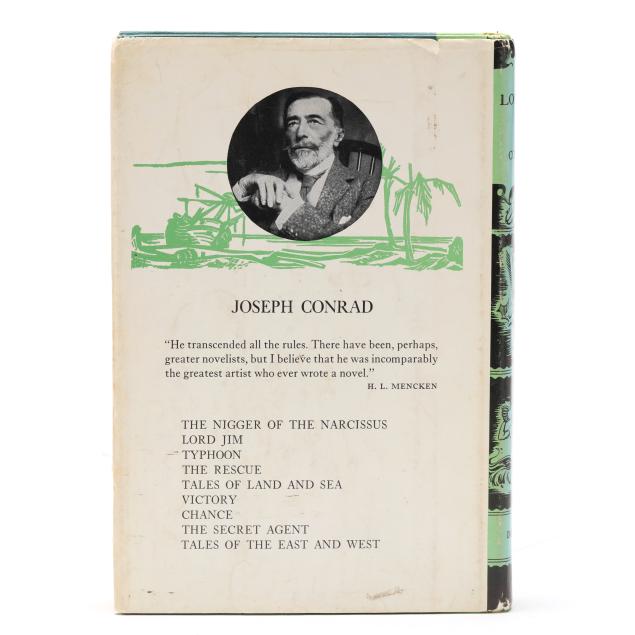 JOSEPH CONRAD
"He transcended all the rules. There have been, perhaps,
greater novelists, but I believe that he was incomparably
the greatest artist who ever wrote a novel."
H. L. MENCKEN
THE NIGGER OF THE NARCISSUS
LORD JIM
TYPHOON
THE RESCUE
TALES OF LAND AND SEA
VICTORY
CHANCE
THE SECRET AGENT
TALES OF THE EAST AND WEST